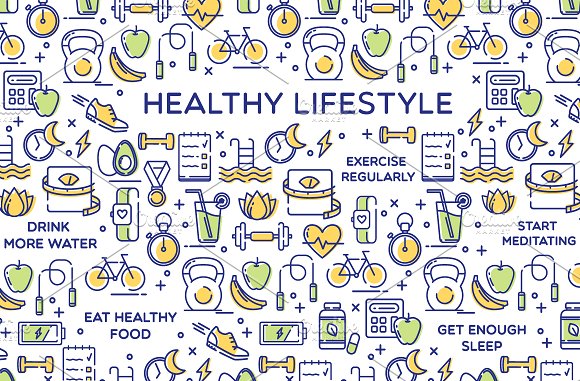 HEALTHY LIFESTYLE
EXERCISE
REGULARLY
DRINK
MORE WATER
START
MEDITATING
EAT HEALTHY
FOOD
GET ENOUGH
SLEEP